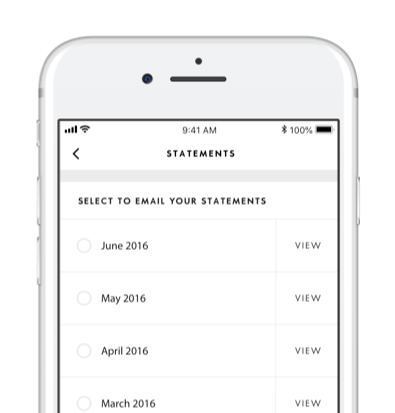 9:41 AM
100%
STATEMENTS
SELECT TO EMAIL YOUR STATEMENTS
June 2016
VIEW
May 2016
VIEW
April 2016
VIEW
March 2016
VIEW